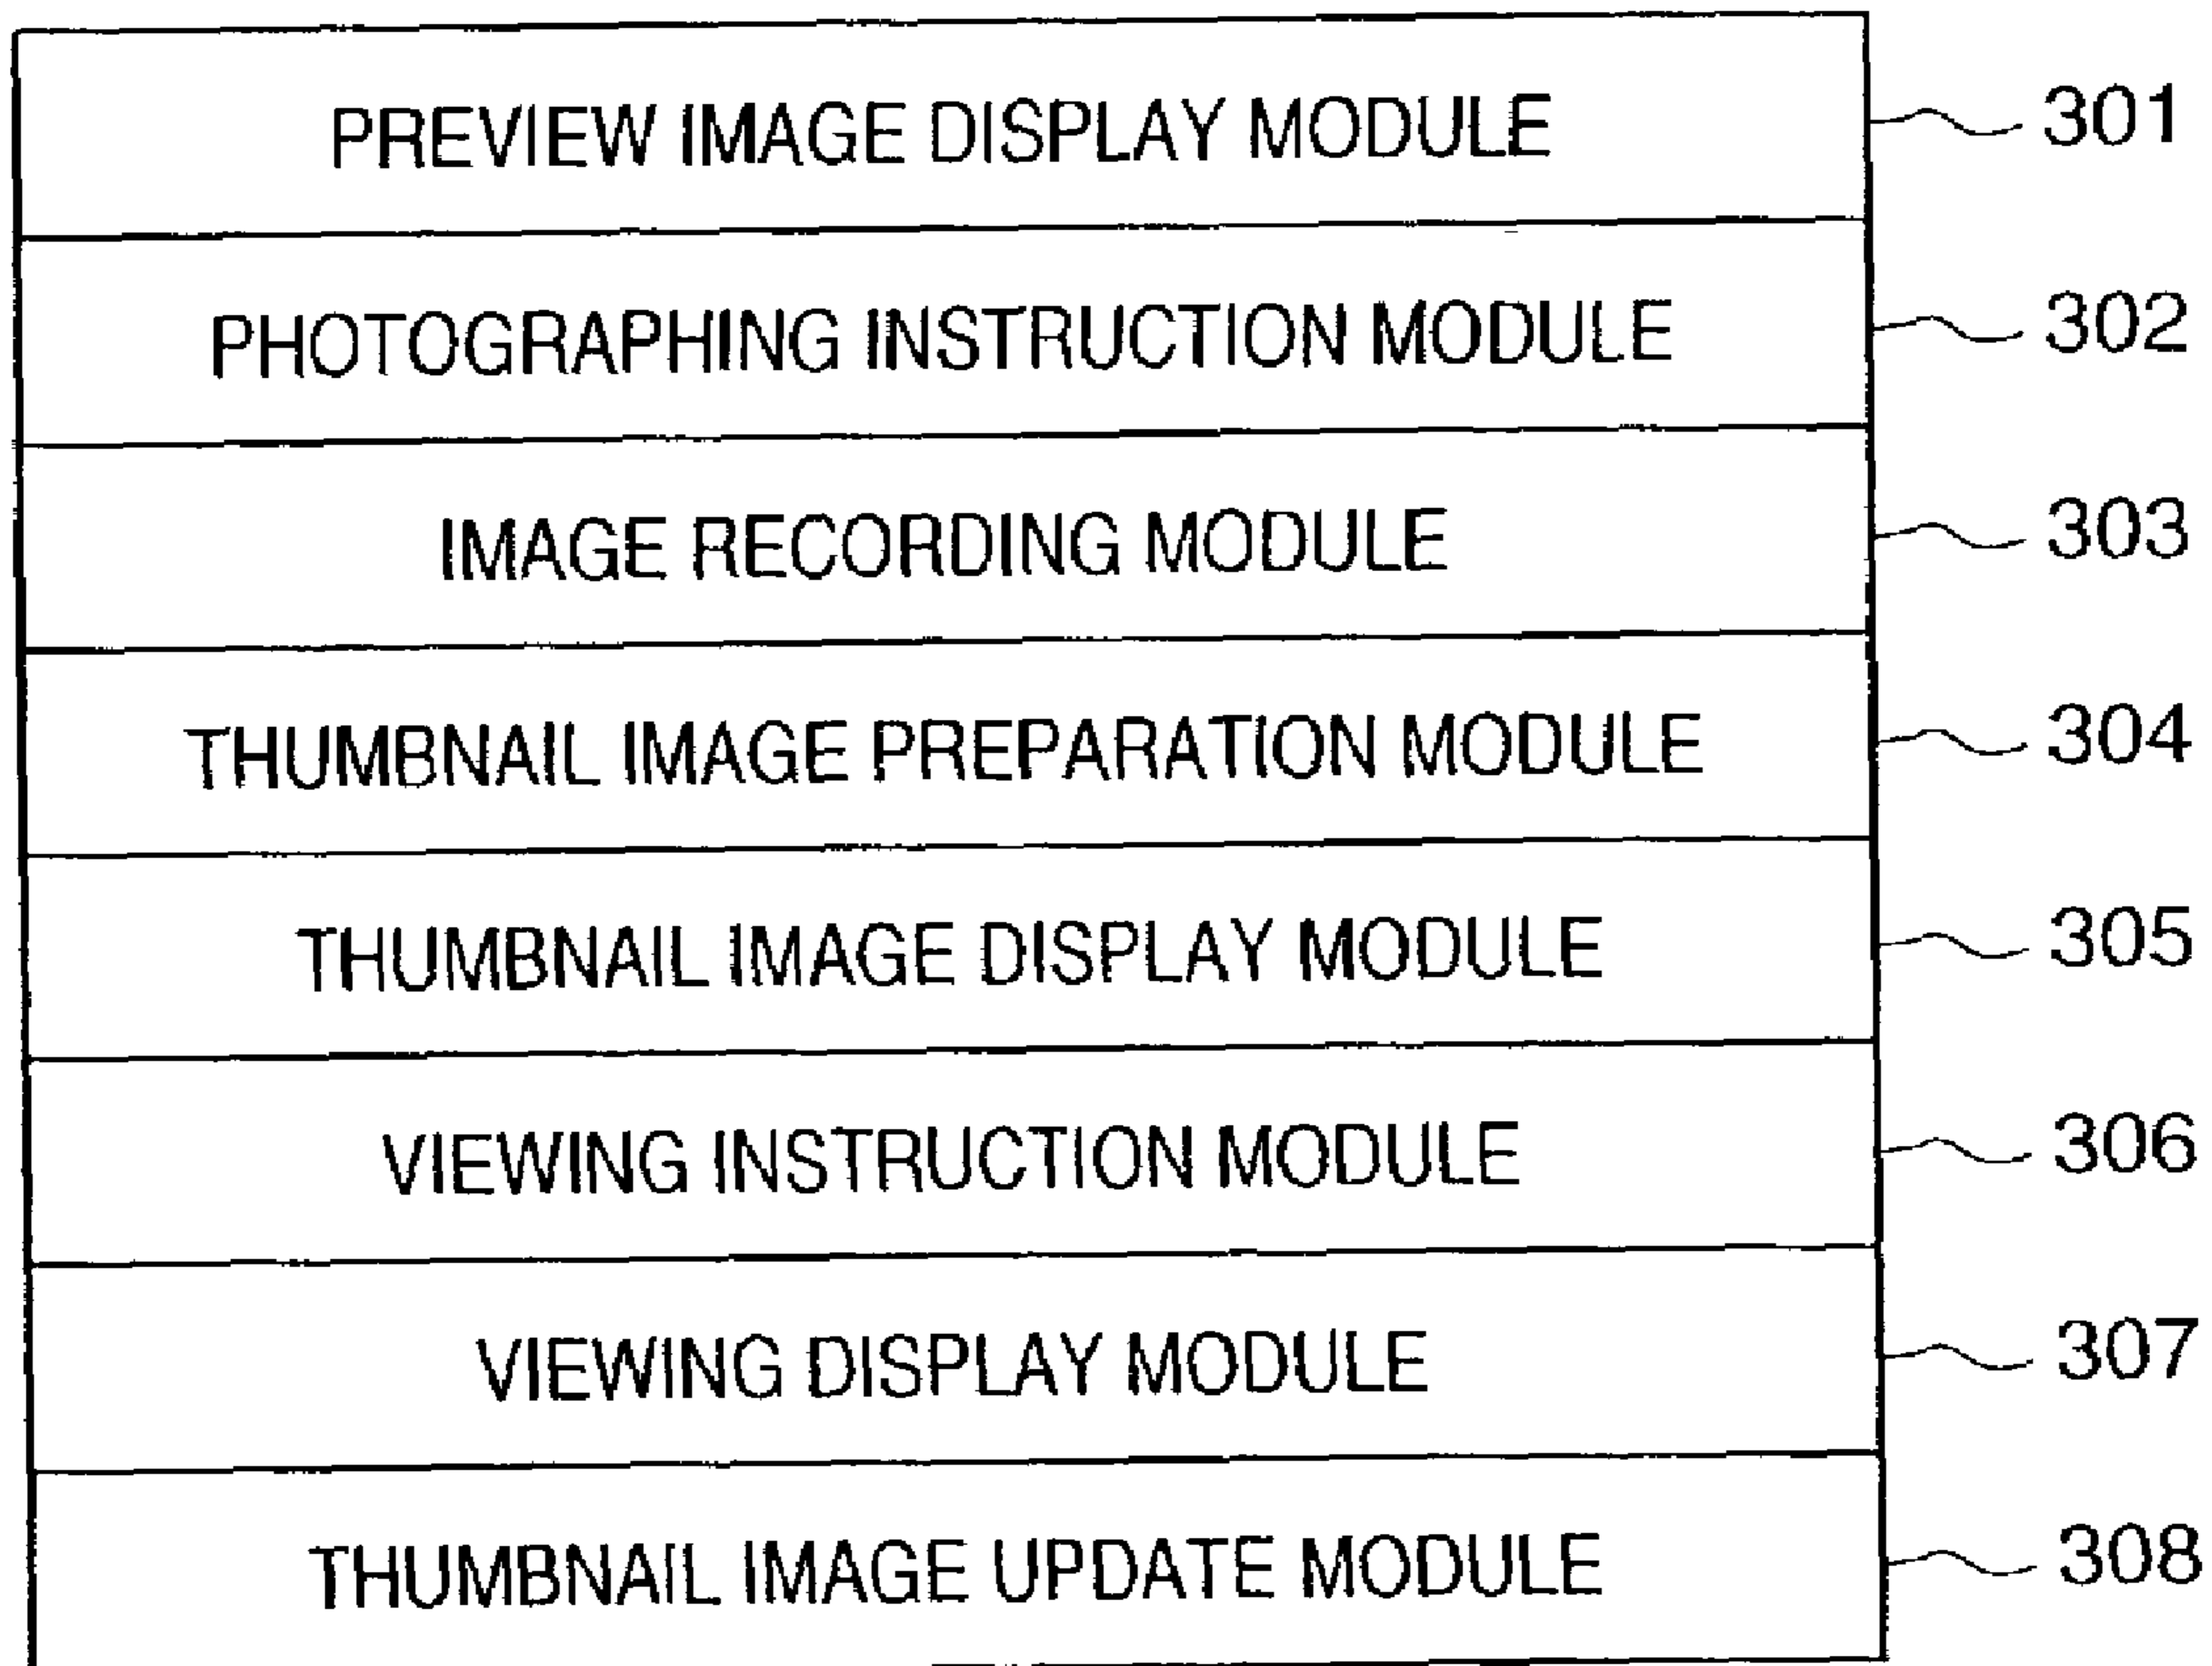 PREVIEW IMAGE DISPLAY MODULE 301
PHOTOGRAPHING INSTRUCTION MODULE 302
IMAGE RECORDING MODULE 303
THUMBNAIL IMAGE PREPARATION MODULE 304
THUMBNAIL IMAGE DISPLAY MODULE 305
VIEWING INSTRUCTION MODULE 306
VIEWING DISPLAY MODULE 307
THUMBNAIL IMAGE UPDATE MODULE 308